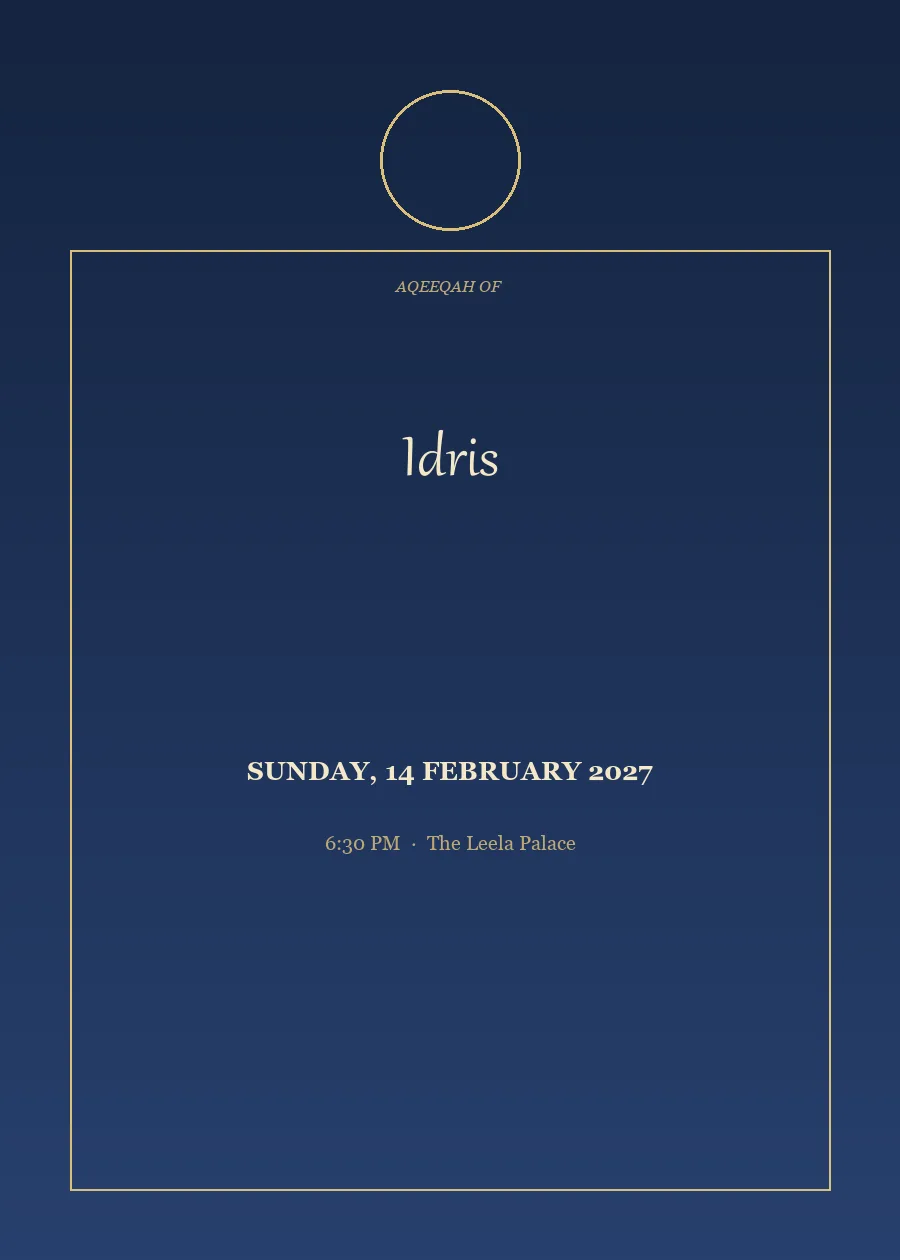 AQEEQAH OF
Idris
SUNDAY, 14 FEBRUARY 2027
6:30 PM · The Leela Palace